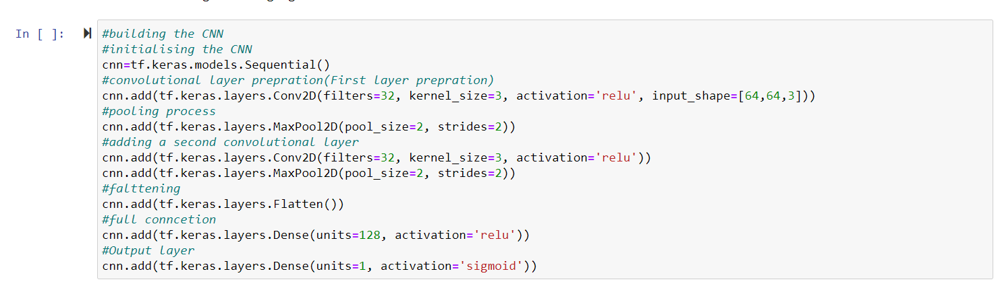 In [ ]:
#building the CNN
#initialising the CNN
cnn=tf.keras.models.Sequential()
#convolutional layer prepration(First layer prepration)
cnn.add(tf.keras.layers.Conv2D(filters=32, kernel_size=3, activation='relu', input_shape=[64,64,3]))
#pooling process
cnn.add(tf.keras.layers.MaxPool2D(pool_size=2, strides=2))
#adding a second convolutional layer
cnn.add(tf.keras.layers.Conv2D(filters=32, kernel_size=3, activation='relu'))
cnn.add(tf.keras.layers.MaxPool2D(pool_size=2, strides=2))
#falttening
cnn.add(tf.keras.layers.Flatten())
#full conncetion
cnn.add(tf.keras.layers.Dense(units=128, activation='relu'))
#Output layer
cnn.add(tf.keras.layers.Dense(units=1, activation='sigmoid'))